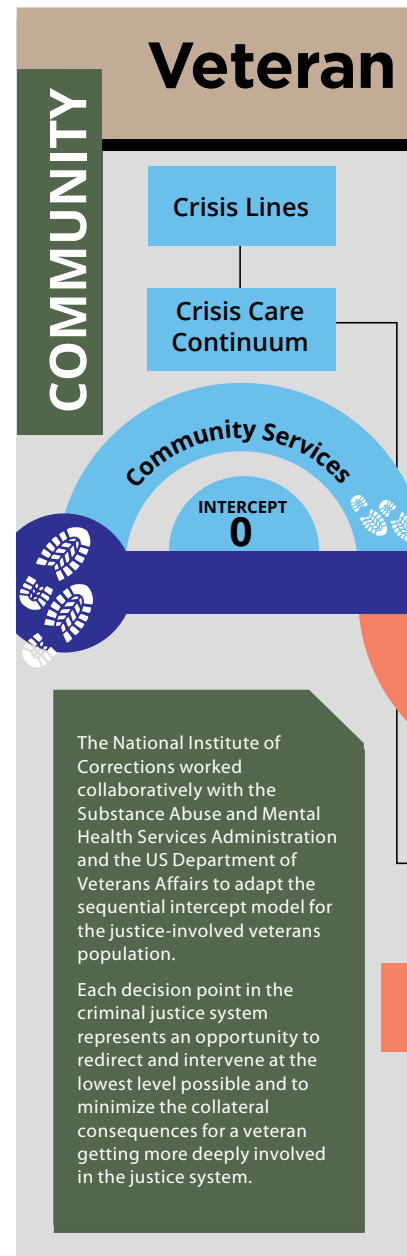 Veteran
COMMUNITY
Crisis Lines
Crisis Care
Continuum
Community Services
INTERCEPT
0
The National Institute of
Corrections worked
collaboratively with the
Substance Abuse and Mental
Health Services Administration
and the US Department of
Veterans Affairs to adapt the
sequential intercept model for
the justice-involved veterans
population.
Each decision point in the
criminal justice system
represents an opportunity to
redirect and intervene at the
lowest level possible and to
minimize the collateral
consequences for a veteran
getting more deeply involved
in the justice system.